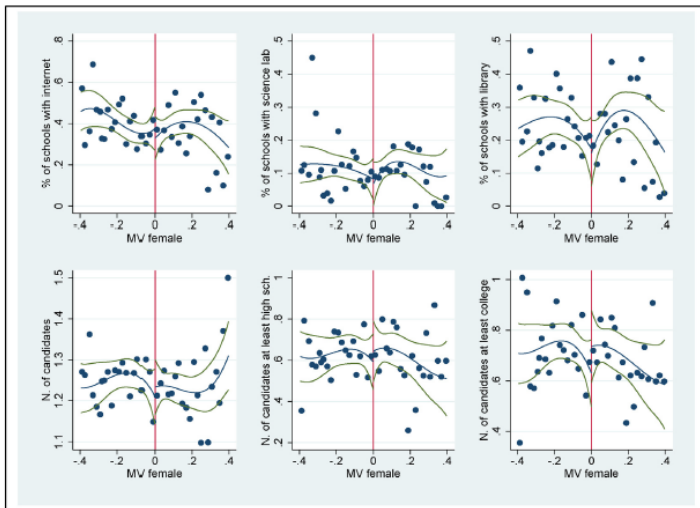 % of schools with internet
0 .2 .4 .6 .8
-.4 -.2 0 .2 .4
MV female
% of schools with science lab
0 .1 .2 .3 .4 .5
-.4 -.2 0 .2 .4
MV female
% of schools with library
0 .1 .2 .3 .4 .5
-.4 -.2 0 .2 .4
MV female
N. of candidates
1.1 1.2 1.3 1.4 1.5
-.4 -.2 0 .2 .4
MV female
N. of candidates at least high sch.
.2 .4 .6 .8 1
-.4 -.2 0 .2 .4
MV female
N. of candidates at least college
.4 .6 .8 1
-.4 -.2 0 .2 .4
MV female